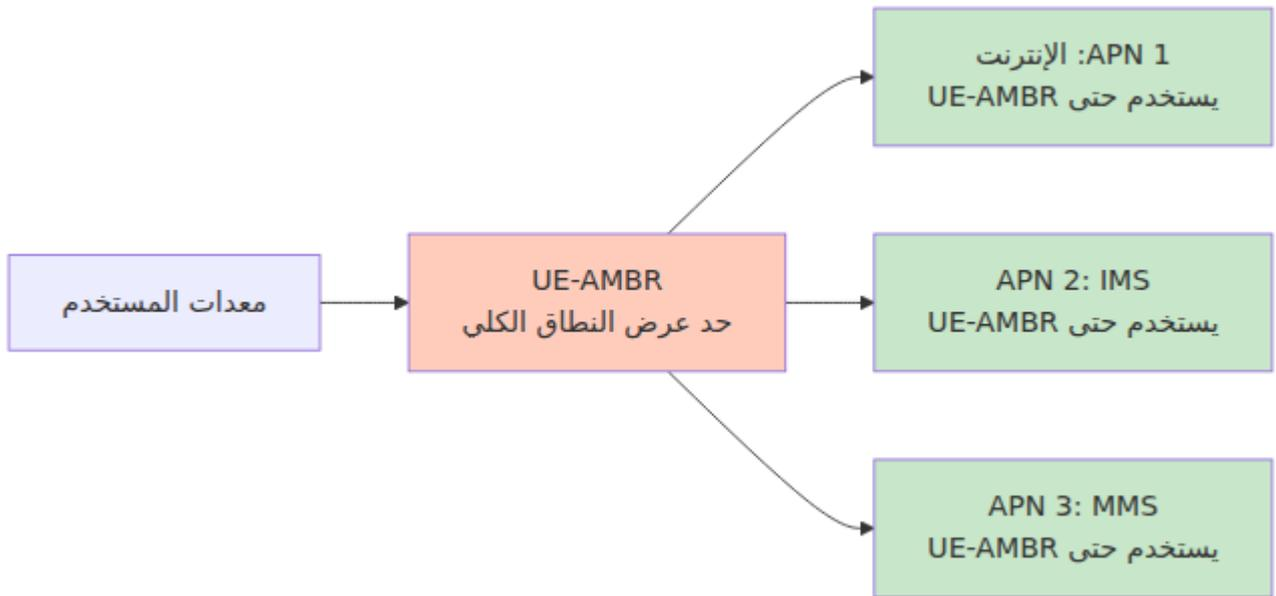 معدات المستخدم
UE-AMBR
حد عرض النطاق الكلي
APN 1: الإنترنت
يستخدم حتى UE-AMBR
APN 2: IMS
يستخدم حتى UE-AMBR
APN 3: MMS
يستخدم حتى UE-AMBR